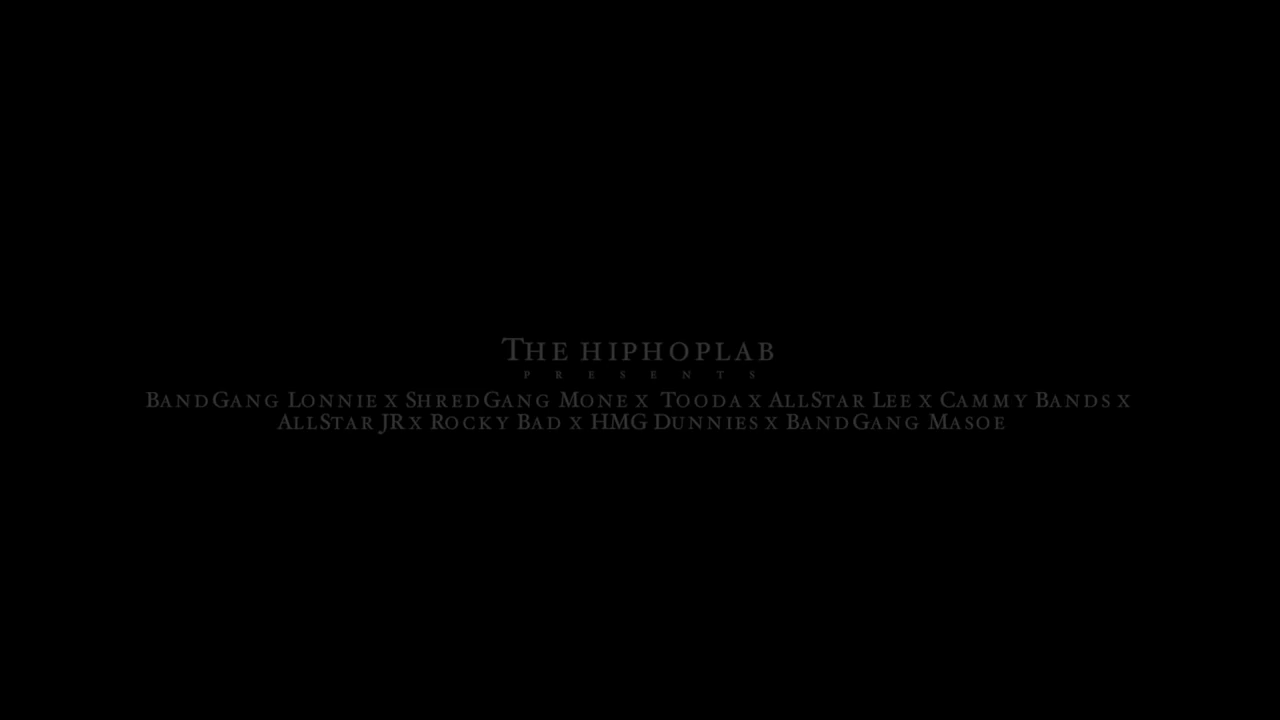 The hiphoplab
PRESENTS
BandGang Lonnie x ShredGang Mone x Tooda x AllStar Lee x Cammy Bands x
AllStar JR x Rocky Bad x HMG Dunnies x BandGang Masoe